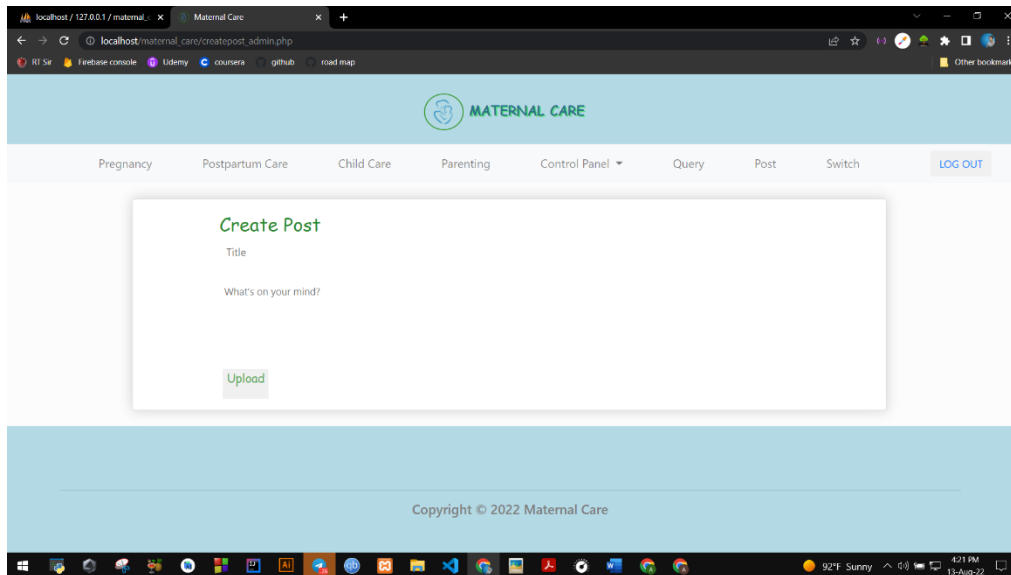 localhost / 127.0.0.1 / maternal_c
Maternal Care
localhost/maternal_care/createpost_admin.php
RT Sir Firebase console Udemy coursera github road map Other bookmark
MATERNAL CARE
Pregnancy Postpartum Care Child Care Parenting Control Panel Query Post Switch LOG OUT
Create Post
Title
What's on your mind?
Upload
Copyright © 2022 Maternal Care
92°F Sunny 4:21 PM
13-Aug-22